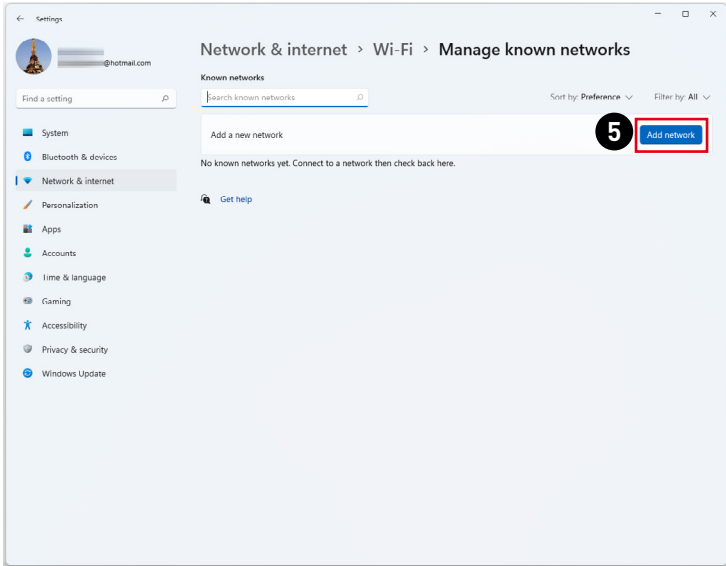 Settings
@hotmail.com
Find a setting
System
Bluetooth & devices
Network & internet
Personalization
Apps
Accounts
Time & language
Gaming
Accessibility
Privacy & security
Windows Update
Network & internet > Wi-Fi > Manage known networks
Known networks
Search known networks
Sort by: Preference Filter by: All
Add a new network 5 Add network
No known networks yet. Connect to a network then check back here.
Get help